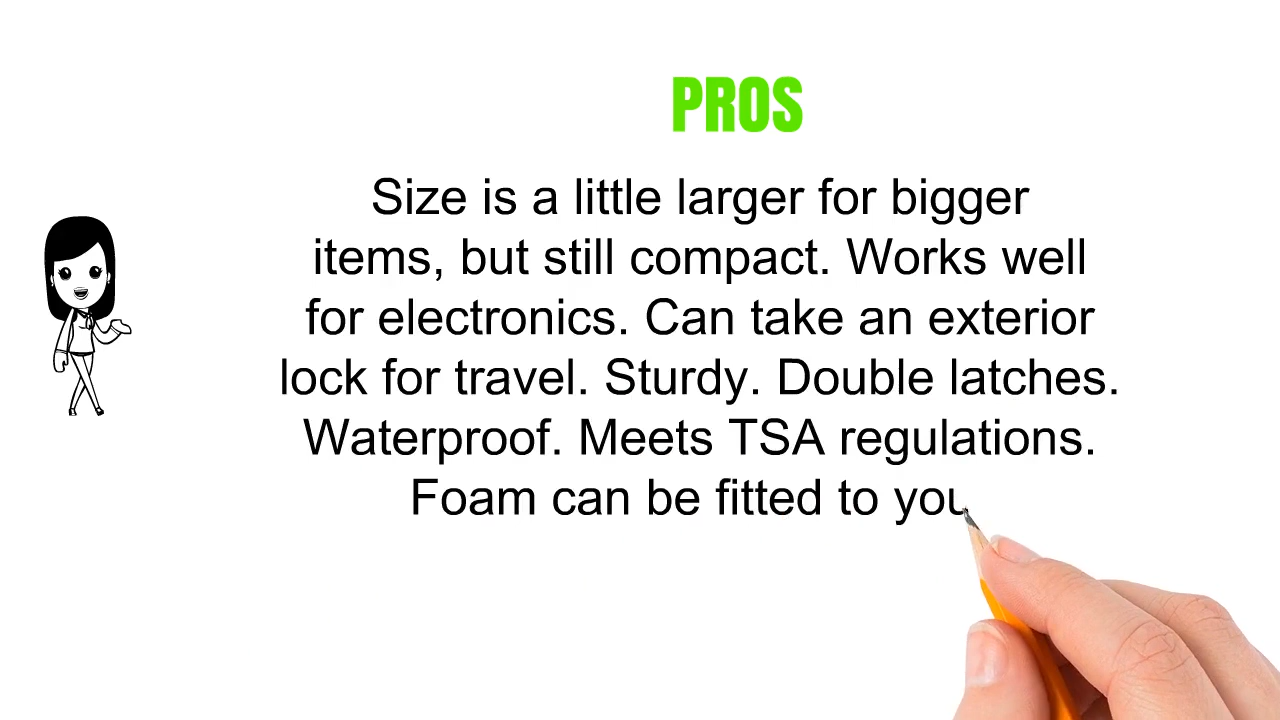 PROS
Size is a little larger for bigger
items, but still compact. Works well
for electronics. Can take an exterior
lock for travel. Sturdy. Double latches.
Waterproof. Meets TSA regulations.
Foam can be fitted to you